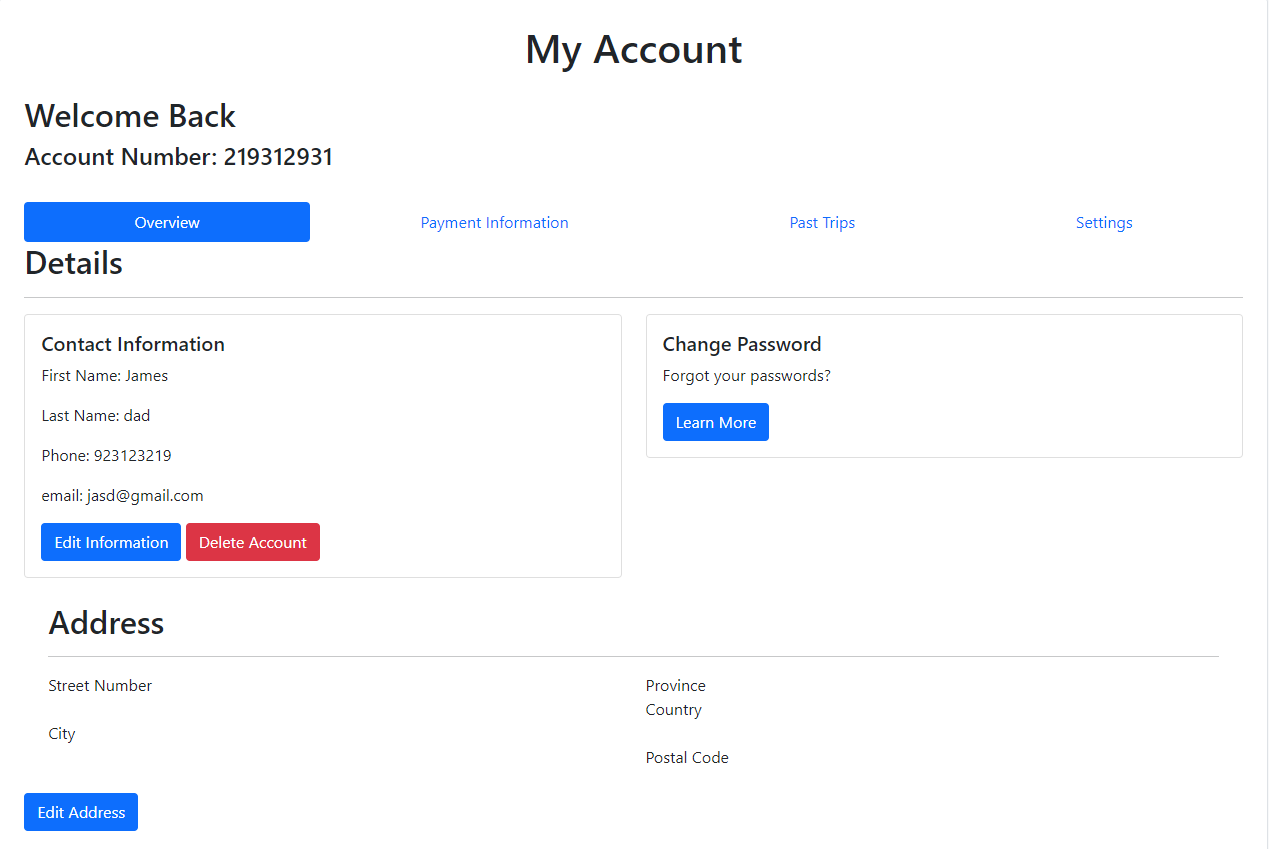 My Account
Welcome Back
Account Number: 219312931
Overview
Payment Information
Past Trips
Settings
Details
Contact Information
First Name: James
Last Name: dad
Phone: 923123219
email: jasd@gmail.com
Edit Information
Delete Account
Change Password
Forgot your passwords?
Learn More
Address
Street Number
City
Province
Country
Postal Code
Edit Address